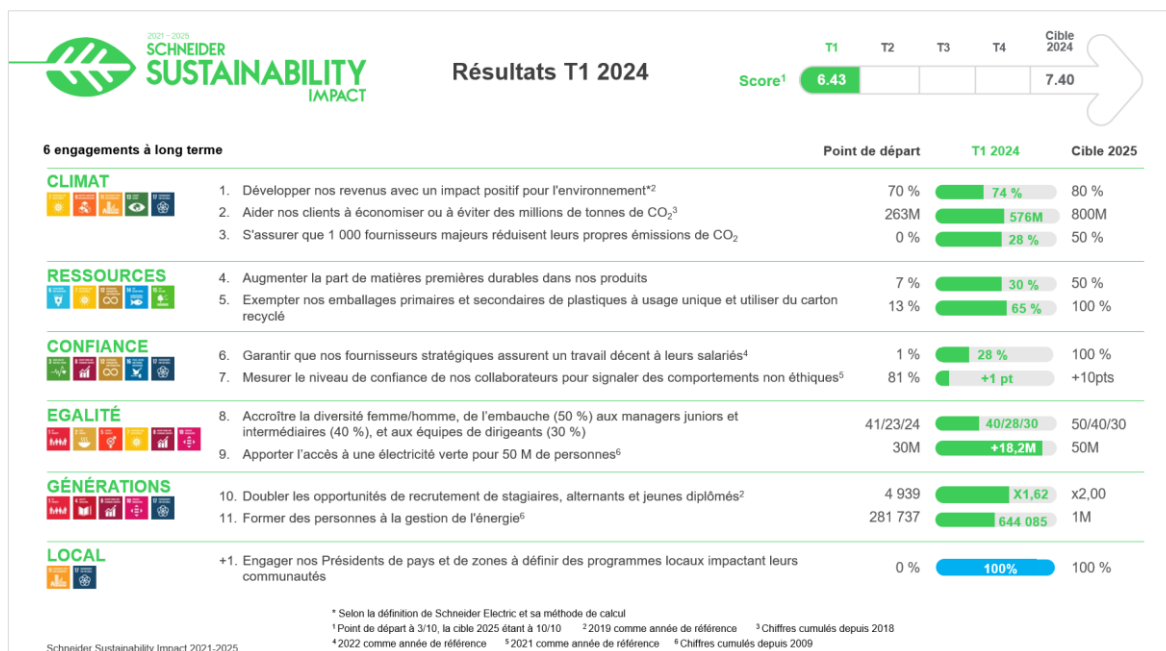 2021 - 2025
SCHNEIDER
SUSTAINABILITY
IMPACT
Résultats T1 2024
T1 T2 T3 T4 Cible 2024
Score¹ 6.43 7.40
6 engagements à long terme Point de départ T1 2024 Cible 2025
CLIMAT
1. Développer nos revenus avec un impact positif pour l'environnement*² 70 % 74 % 80 %
2. Aider nos clients à économiser ou à éviter des millions de tonnes de CO₂³ 263M 576M 800M
3. S'assurer que 1 000 fournisseurs majeurs réduisent leurs propres émissions de CO₂ 0 % 28 % 50 %
RESSOURCES
4. Augmenter la part de matières premières durables dans nos produits 7 % 30 % 50 %
5. Exempter nos emballages primaires et secondaires de plastiques à usage unique et utiliser du carton 13 % 65 % 100 %
recyclé
CONFIANCE
6. Garantir que nos fournisseurs stratégiques assurent un travail décent à leurs salariés⁴ 1 % 28 % 100 %
7. Mesurer le niveau de confiance de nos collaborateurs pour signaler des comportements non éthiques⁵ 81 % +1 pt +10pts
EGALITÉ
8. Accroître la diversité femme/homme, de l'embauche (50 %) aux managers juniors et
intermédiaires (40 %), et aux équipes de dirigeants (30 %) 41/23/24 40/28/30 50/40/30
9. Apporter l'accès à une électricité verte pour 50 M de personnes⁶ 30M +18,2M 50M
GÉNÉRATIONS
10. Doubler les opportunités de recrutement de stagiaires, alternants et jeunes diplômés² 4 939 X1,62 x2,00
11. Former des personnes à la gestion de l'énergie⁶ 281 737 644 085 1M
LOCAL
+1. Engager nos Présidents de pays et de zones à définir des programmes locaux impactant leurs
communautés 0 % 100% 100 %
* Selon la définition de Schneider Electric et sa méthode de calcul
¹ Point de départ à 3/10, la cible 2025 étant à 10/10 ² 2019 comme année de référence ³ Chiffres cumulés depuis 2018
⁴ 2022 comme année de référence ⁵ 2021 comme année de référence ⁶ Chiffres cumulés depuis 2009
Schneider Sustainability Impact 2021-2025